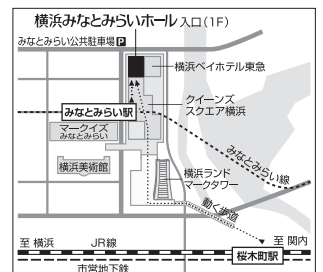 横浜みなとみらいホール 入口(1F)
みなとみらい公共駐車場 P
横浜ベイホテル東急
クイーンズ
スクエア横浜
みなとみらい駅
マークイズ
みなとみらい
みなとみらい線
横浜美術館
横浜ランド
マークタワー
動く歩道
至 横浜
JR線
至 関内
桜木町駅
市営地下鉄